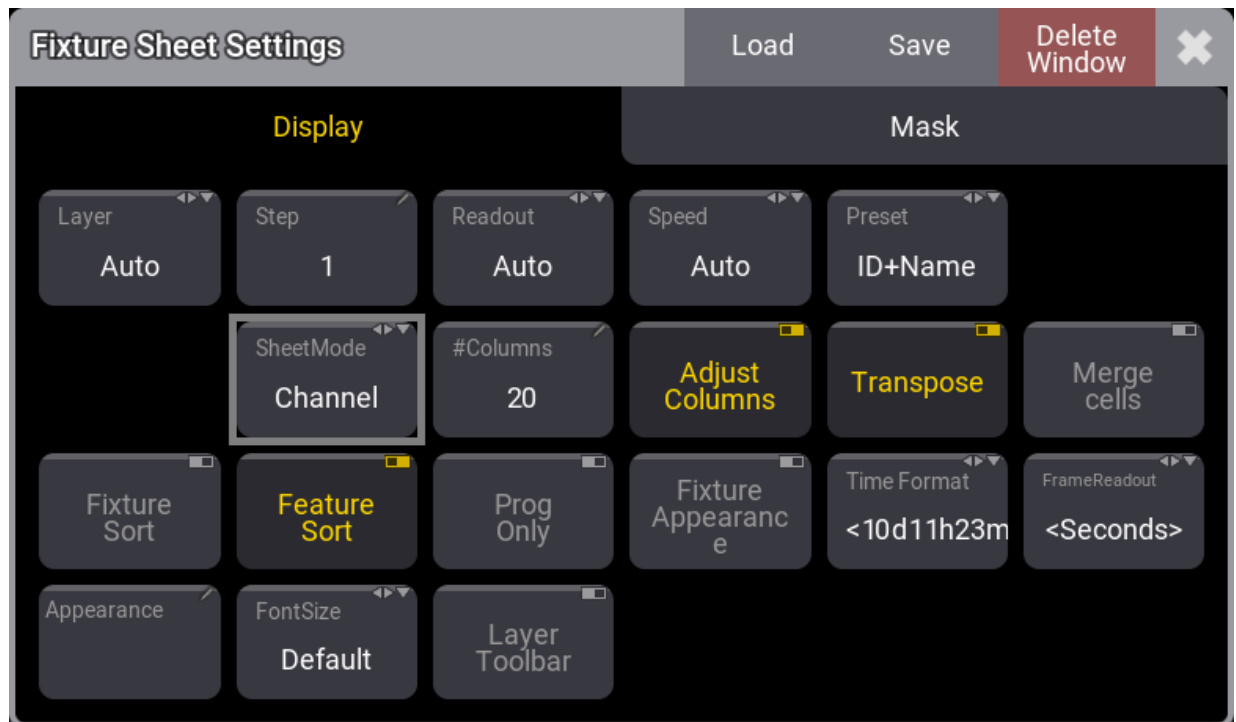 Fixture Sheet Settings
Load
Save
Delete
Window
Display
Mask
Layer
Auto
Step
1
Readout
Auto
Speed
Auto
Preset
ID+Name
SheetMode
Channel
#Columns
20
Adjust
Columns
Transpose
Merge
cells
Fixture
Sort
Feature
Sort
Prog
Only
Fixture
Appearanc
e
Time Format
<10d11h23m
FrameReadout
<Seconds>
Appearance
FontSize
Default
Layer
Toolbar